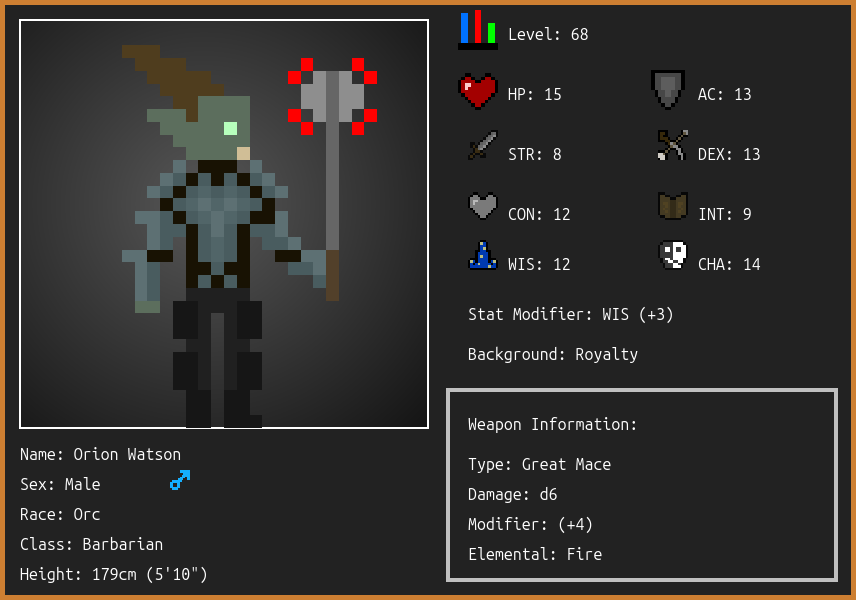 Level: 68
HP: 15
AC: 13
STR: 8
DEX: 13
CON: 12
INT: 9
WIS: 12
CHA: 14
Stat Modifier: WIS (+3)
Background: Royalty
Weapon Information:
Type: Great Mace
Damage: d6
Modifier: (+4)
Elemental: Fire
Name: Orion Watson
Sex: Male
Race: Orc
Class: Barbarian
Height: 179cm (5'10")